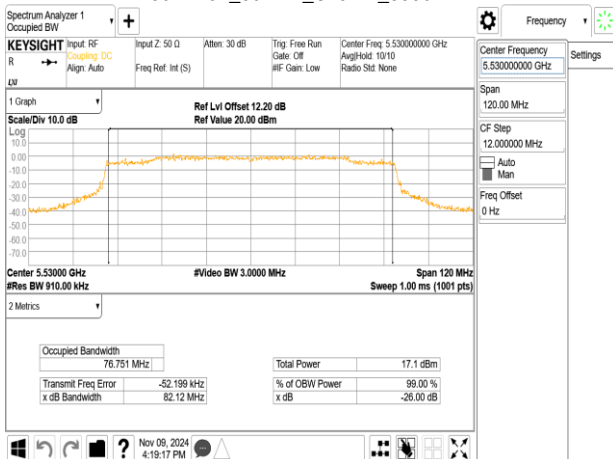 Spectrum Analyzer 1
Occupied BW
Frequency
KEYSIGHT
R
Input: RF
Coupling: DC
Align: Auto
Input Z: 50 Ω
Freq Ref: Int (S)
Atten: 30 dB
Trig: Free Run
Gate: Off
#IF Gain: Low
Center Freq: 5.530000000 GHz
Avg|Hold: 10/10
Radio Std: None
Center Frequency
5.530000000 GHz
Settings
Span
120.00 MHz
CF Step
12.000000 MHz
Auto
Man
Freq Offset
0 Hz
1 Graph
Scale/Div 10.0 dB
Ref Lvl Offset 12.20 dB
Ref Value 20.00 dBm
Log
10.0
0.00
-10.0
-20.0
-30.0
-40.0
-50.0
-60.0
-70.0
Center 5.53000 GHz
#Res BW 910.00 kHz
#Video BW 3.0000 MHz
Span 120 MHz
Sweep 1.00 ms (1001 pts)
2 Metrics
Occupied Bandwidth
76.751 MHz
Total Power 17.1 dBm
Transmit Freq Error -52.199 kHz
% of OBW Power 99.00 %
x dB Bandwidth 82.12 MHz
x dB -26.00 dB
?
Nov 09, 2024
4:19:17 PM